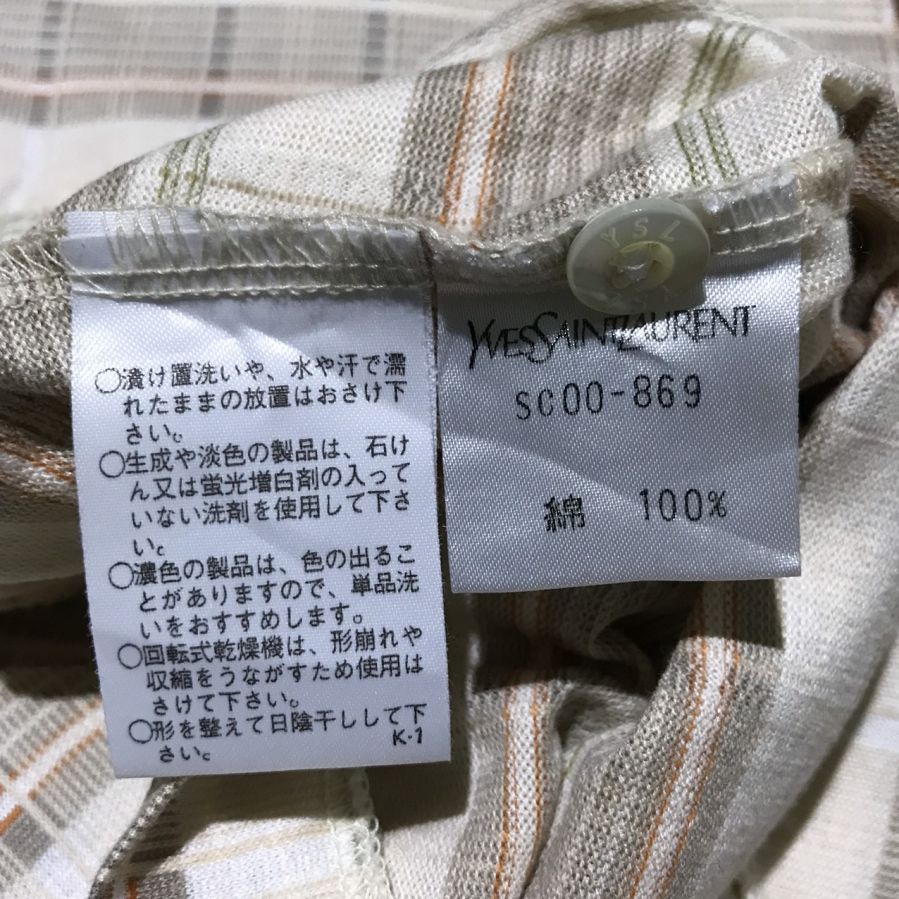 ○漬け置洗いや、水や汗で濡
れたままの放置はおさけ下
さい。
○生成や淡色の製品は、石け
ん又は蛍光増白剤の入って
いない洗剤を使用して下さ
い。
○濃色の製品は、色の出るこ
とがありますので、単品洗
いをおすすめします。
○回転式乾燥機は、形崩れや
収縮をうながすため使用は
さけて下さい。
○形を整えて日陰干しして下
さい。
K-1
YSL
YVESSAINTLAURENT
SC00-869
綿 100%